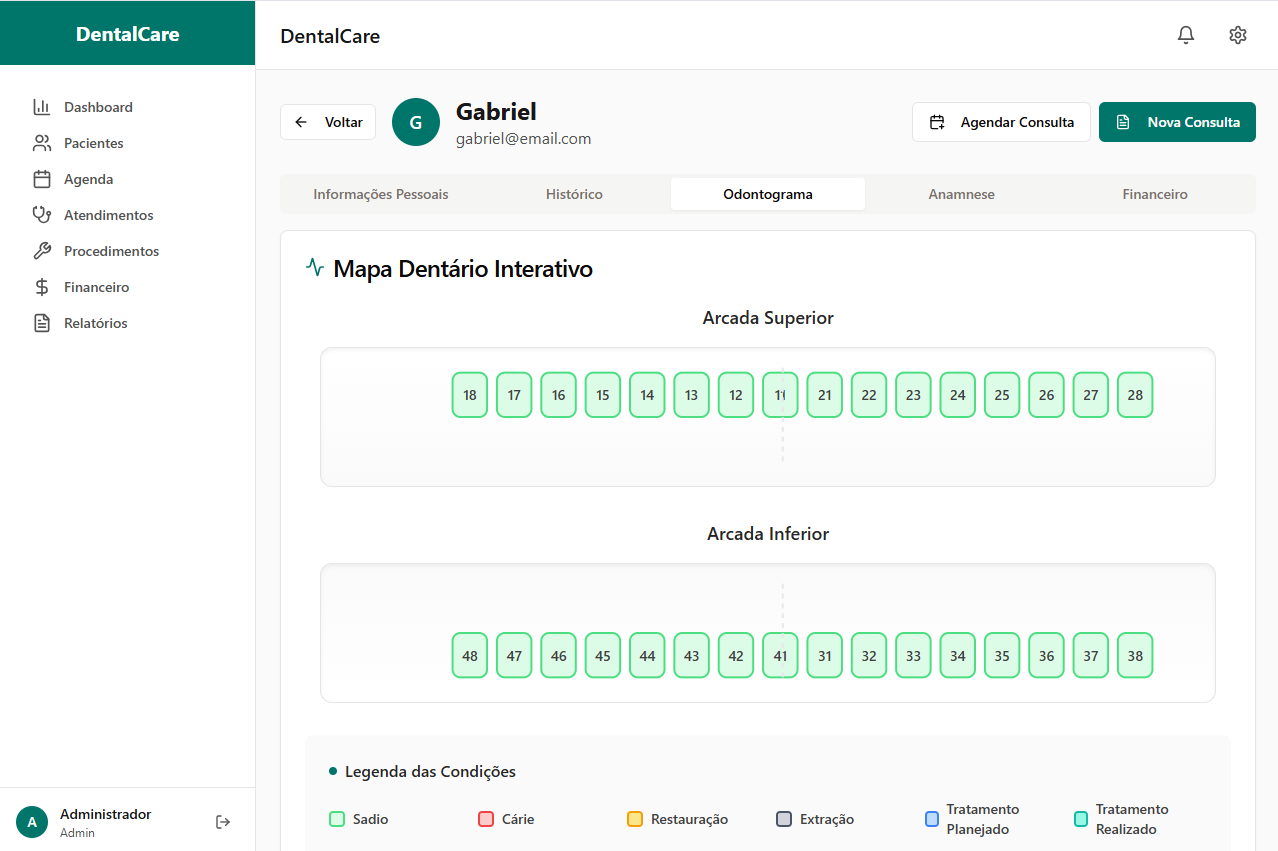 DentalCare
DentalCare
Dashboard
Pacientes
Agenda
Atendimentos
Procedimentos
Financeiro
Relatórios
Voltar
G
Gabriel
gabriel@email.com
Agendar Consulta
Nova Consulta
Informações Pessoais Histórico Odontograma Anamnese Financeiro
Mapa Dentário Interativo
Arcada Superior
18 17 16 15 14 13 12 11 21 22 23 24 25 26 27 28
Arcada Inferior
48 47 46 45 44 43 42 41 31 32 33 34 35 36 37 38
Legenda das Condições
Sadio
Cárie
Restauração
Extração
Tratamento
Planejado
Tratamento
Realizado
A
Administrador
Admin